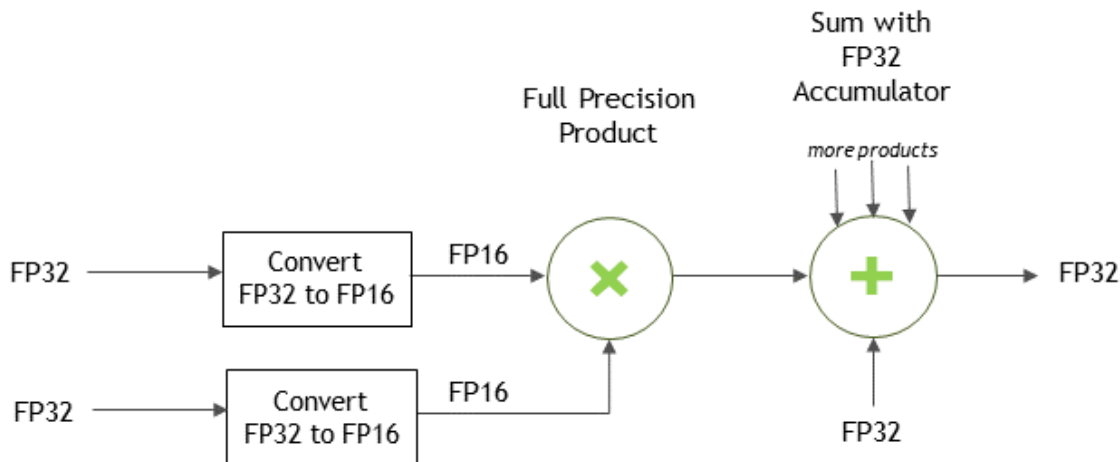 Sum with
FP32
Accumulator
Full Precision
Product
more products
FP32
Convert
FP32 to FP16
FP16
FP32
FP32
Convert
FP32 to FP16
FP16
FP32